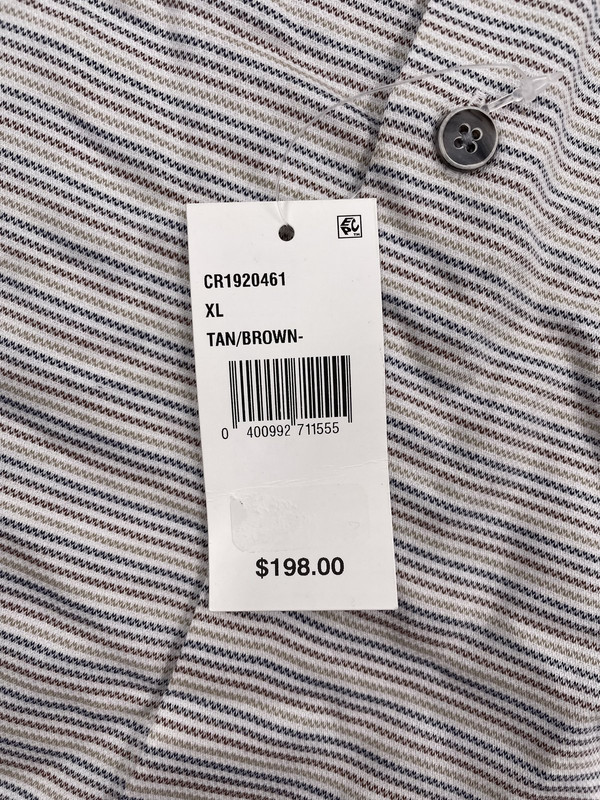 CR1920461
XL
TAN/BROWN-
0 400992 711555
$198.00